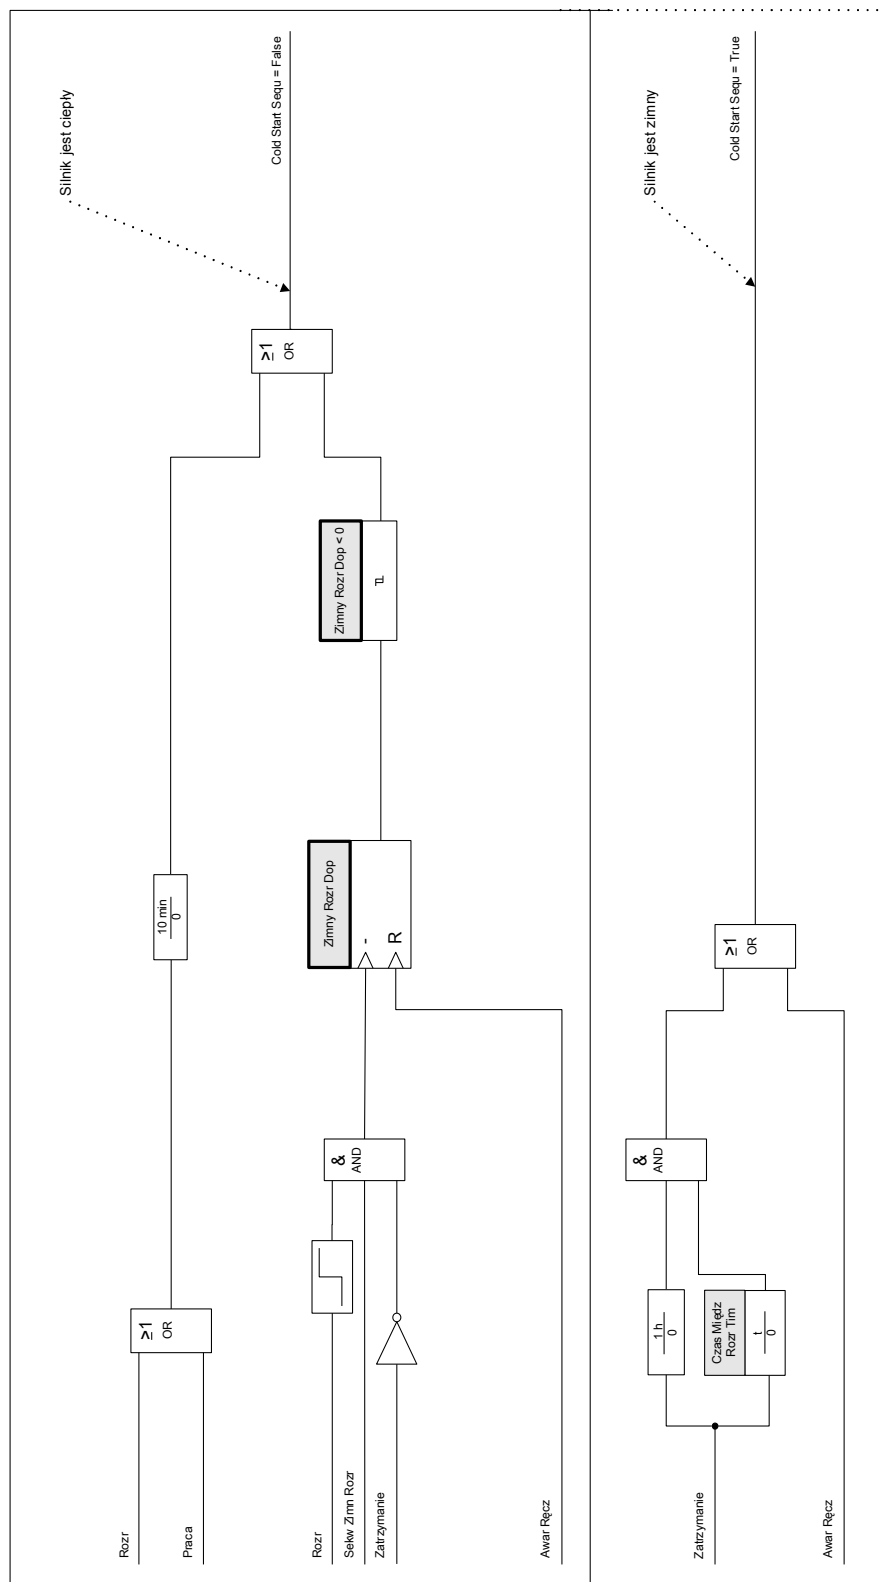 Rozr
Praca
≥1
OR
10 min
0
Rozr
Sekw Zimn Rozr
Zatrzymanie
&
AND
Awar Ręcz
Zimny Rozr Dop
-
R
Zimny Rozr Dop < 0
≥1
OR
Silnik jest ciepły
Cold Start Sequ = False
Zatrzymanie
1 h
0
Czas Międz
Rozr Tim
t
0
&
AND
Awar Ręcz
≥1
OR
Silnik jest zimny
Cold Start Sequ = True